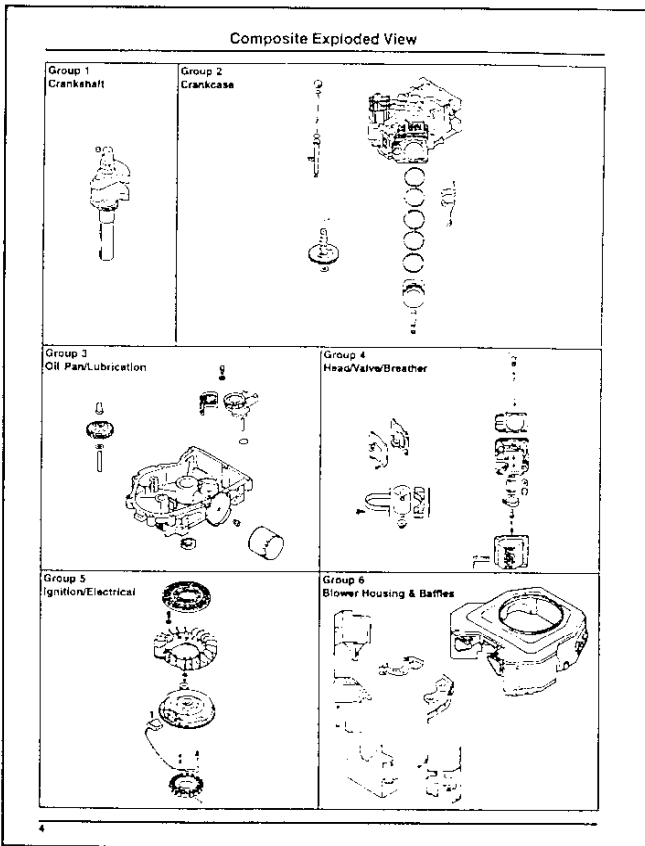 Composite Exploded View
Group 1
Crankshaft
Group 2
Crankcase
Group 3
Oil Pan/Lubrication
Group 4
Head/Valve/Breather
Group 5
Ignition/Electrical
Group 6
Blower Housing & Baffles
4